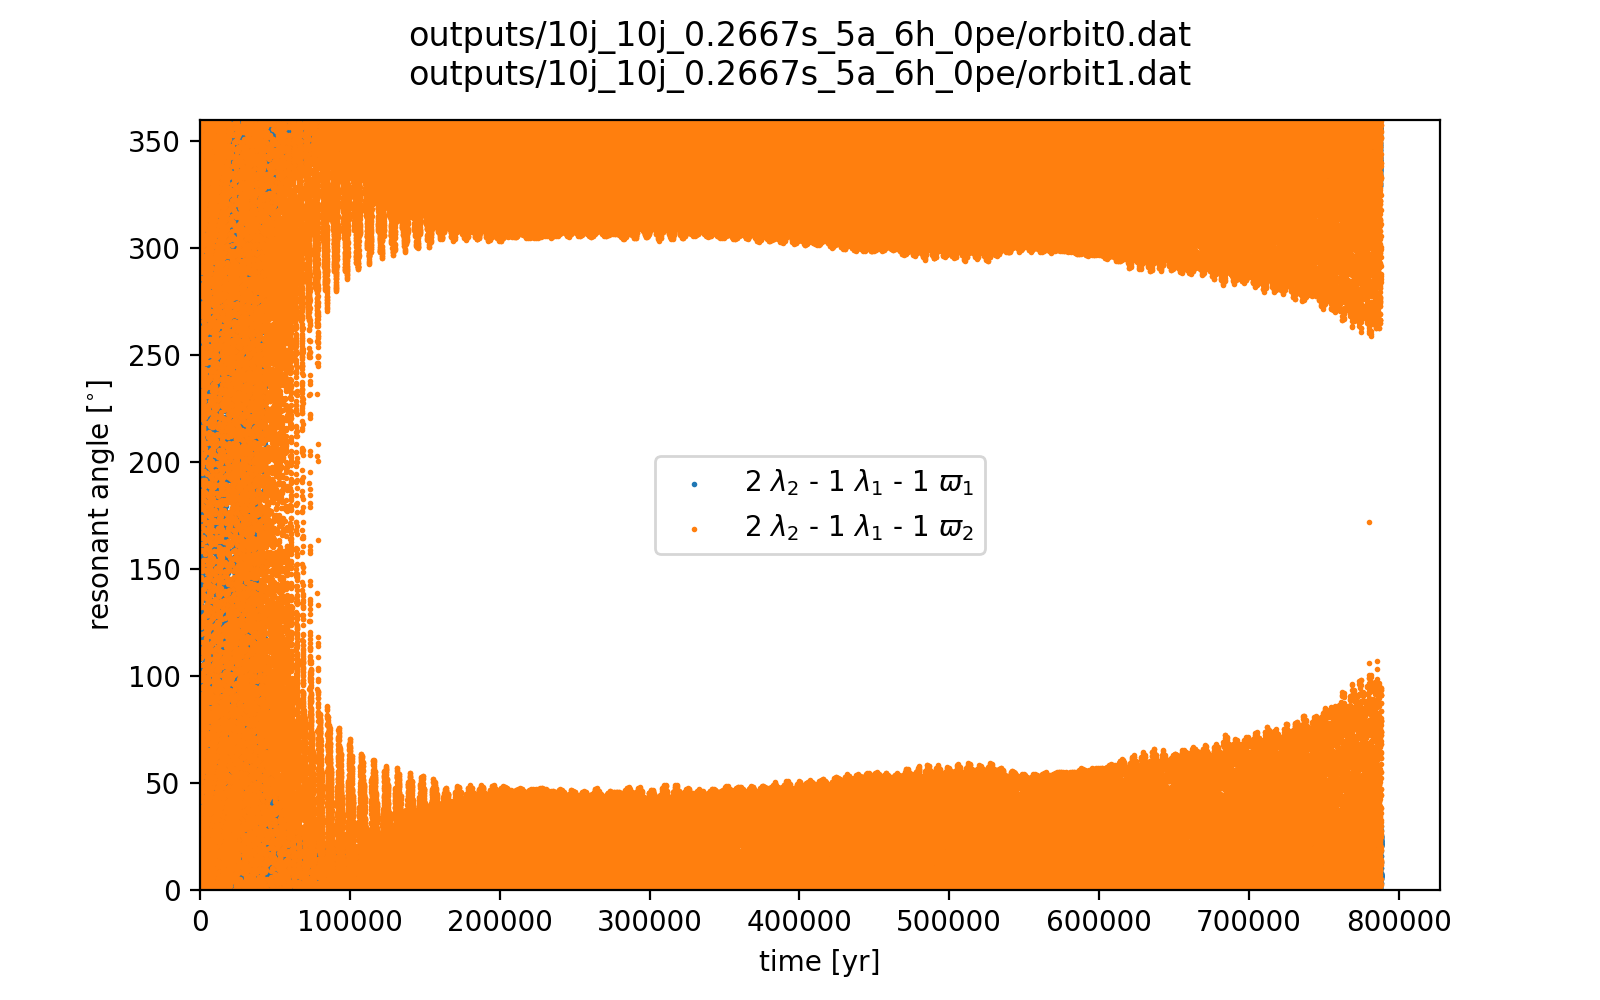 outputs/10j_10j_0.2667s_5a_6h_0pe/orbit0.dat
outputs/10j_10j_0.2667s_5a_6h_0pe/orbit1.dat
350
300
250
200
150
100
50
0
resonant angle [°]
2 λ₂ - 1 λ₁ - 1 ϖ₁
2 λ₂ - 1 λ₁ - 1 ϖ₂
0 100000 200000 300000 400000 500000 600000 700000 800000
time [yr]